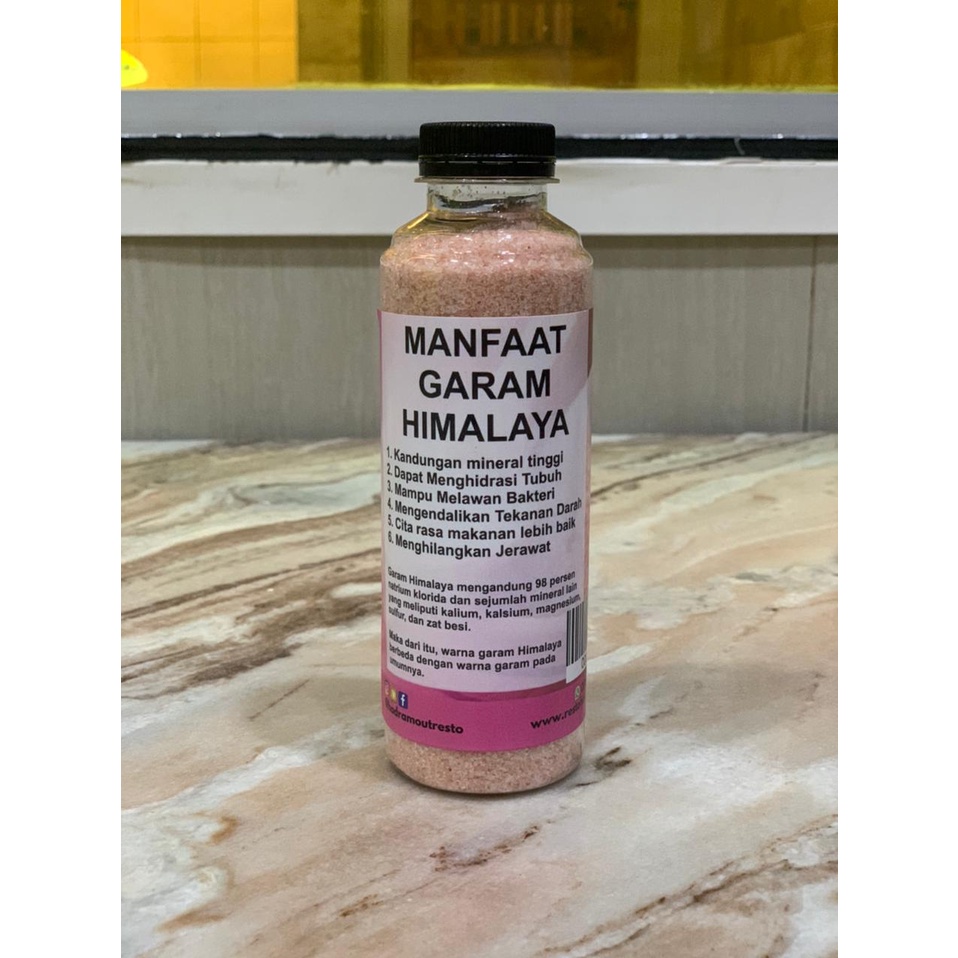 MANFAAT
GARAM
HIMALAYA
1. Kandungan mineral tinggi
2. Dapat Menghidrasi Tubuh
3. Mampu Melawan Bakteri
4. Mengendalikan Tekanan Darah
5. Cita rasa makanan lebih baik
6. Menghilangkan Jerawat
Garam Himalaya mengandung 98 persen
natrium klorida dan sejumlah mineral lain
yang meliputi kalium, kalsium, magnesium,
sulfur, dan zat besi.
Maka dari itu, warna garam Himalaya
berbeda dengan warna garam pada
umumnya.